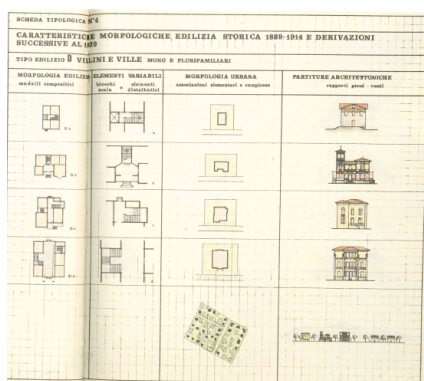 SCHEDA TIPOLOGICA N°4
CARATTERISTICHE MORFOLOGICHE EDILIZIA STORICA 1889-1914 E DERIVAZIONI
SUCCESSIVE AL 1939
TIPO EDILIZIO D VILLINI E VILLE MONO E PLURIFAMILIARI
MORFOLOGIA EDILIZIA ELEMENTI VARIABILI MORFOLOGIA URBANA PARTITURE ARCHITETTONICHE
modelli compositivi blocchi scala e elementi distributivi associazioni elementari e complesse rapporti pieni - vuoti